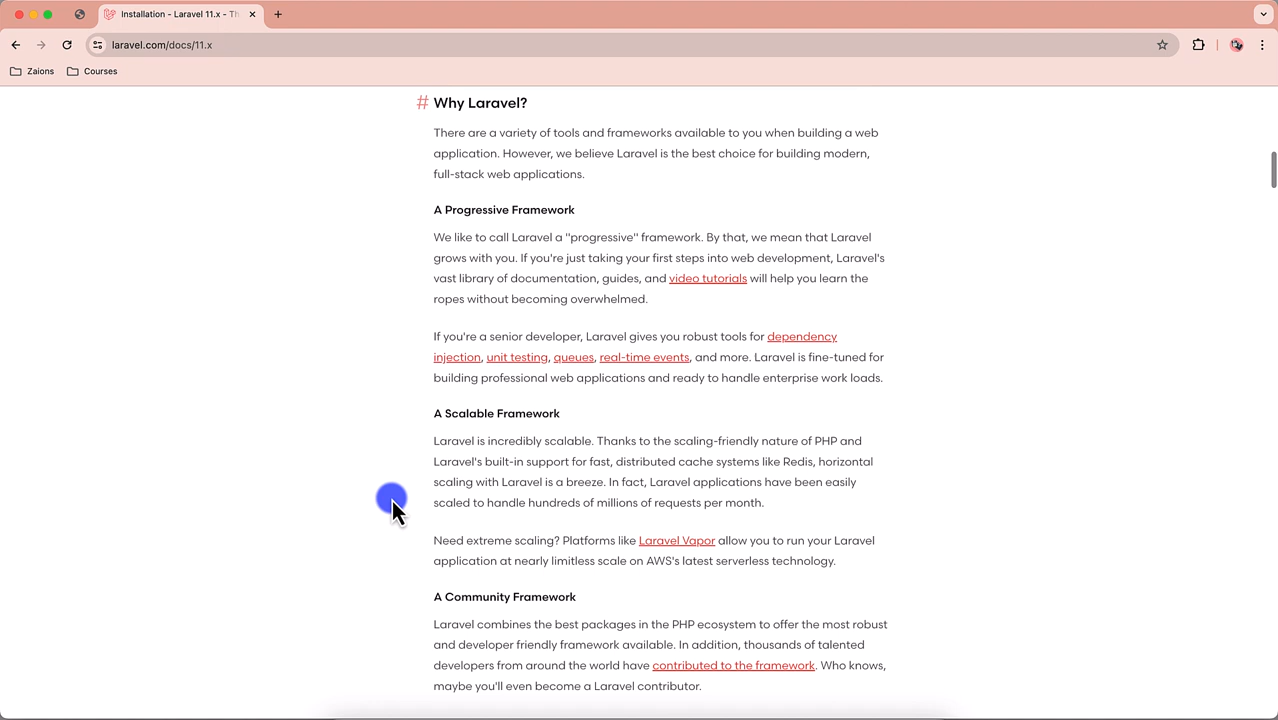 Installation - Laravel 11.x - Th
laravel.com/docs/11.x
Zaions
Courses
# Why Laravel?
There are a variety of tools and frameworks available to you when building a web
application. However, we believe Laravel is the best choice for building modern,
full-stack web applications.
A Progressive Framework
We like to call Laravel a "progressive" framework. By that, we mean that Laravel
grows with you. If you're just taking your first steps into web development, Laravel's
vast library of documentation, guides, and video tutorials will help you learn the
ropes without becoming overwhelmed.
If you're a senior developer, Laravel gives you robust tools for dependency
injection, unit testing, queues, real-time events, and more. Laravel is fine-tuned for
building professional web applications and ready to handle enterprise work loads.
A Scalable Framework
Laravel is incredibly scalable. Thanks to the scaling-friendly nature of PHP and
Laravel's built-in support for fast, distributed cache systems like Redis, horizontal
scaling with Laravel is a breeze. In fact, Laravel applications have been easily
scaled to handle hundreds of millions of requests per month.
Need extreme scaling? Platforms like Laravel Vapor allow you to run your Laravel
application at nearly limitless scale on AWS's latest serverless technology.
A Community Framework
Laravel combines the best packages in the PHP ecosystem to offer the most robust
and developer friendly framework available. In addition, thousands of talented
developers from around the world have contributed to the framework. Who knows,
maybe you'll even become a Laravel contributor.